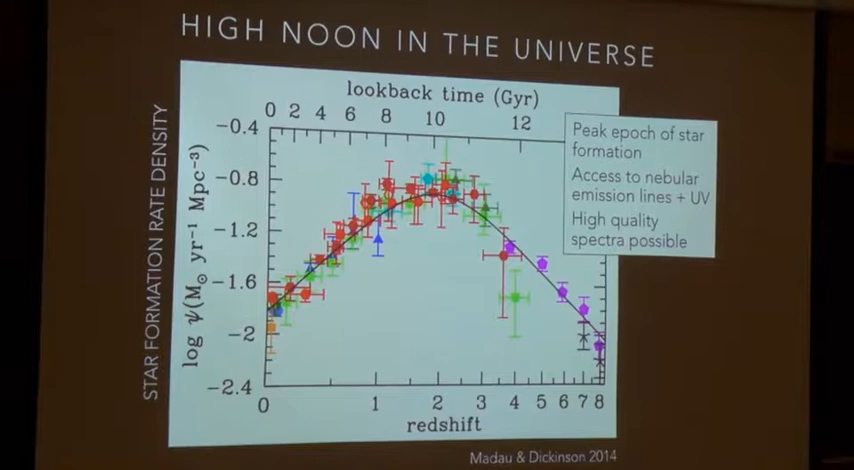 HIGH NOON IN THE UNIVERSE
lookback time (Gyr)
0 2 4 6 8 10 12
Peak epoch of star
formation
Access to nebular
emission lines + UV
High quality
spectra possible
STAR FORMATION RATE DENSITY
log ψ(M⊙ yr⁻¹ Mpc⁻³)
−0.4
−0.8
−1.2
−1.6
−2
−2.4
0 1 2 3 4 5 6 7 8
redshift
Madau & Dickinson 2014